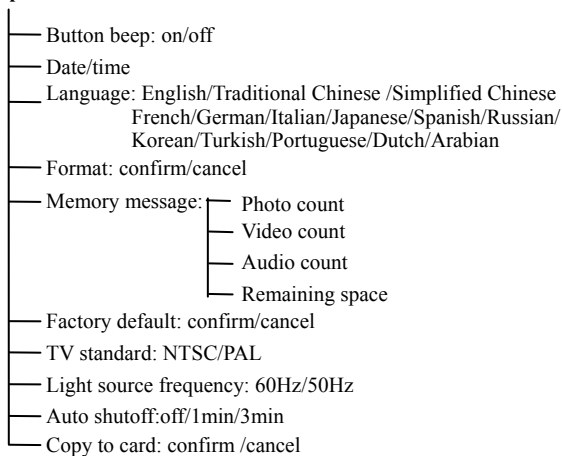 Button beep: on/off
Date/time
Language: English/Traditional Chinese /Simplified Chinese
French/German/Italian/Japanese/Spanish/Russian/
Korean/Turkish/Portuguese/Dutch/Arabian
Format: confirm/cancel
Memory message:
Photo count
Video count
Audio count
Remaining space
Factory default: confirm/cancel
TV standard: NTSC/PAL
Light source frequency: 60Hz/50Hz
Auto shutoff:off/1min/3min
Copy to card: confirm /cancel